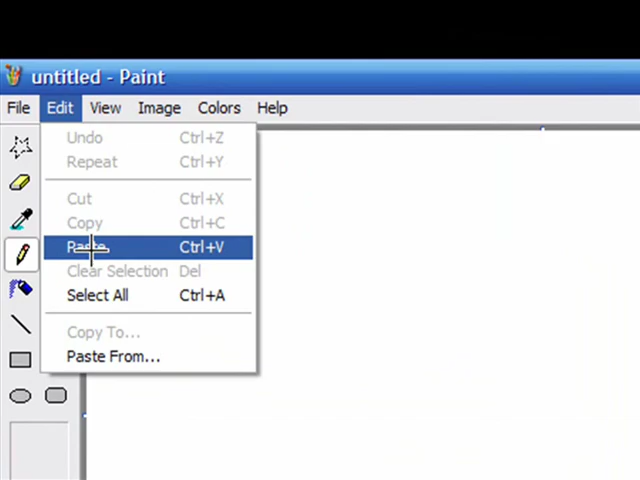 untitled - Paint
File Edit View Image Colors Help
Undo Ctrl+Z
Repeat Ctrl+Y
Cut Ctrl+X
Copy Ctrl+C
Paste Ctrl+V
Clear Selection Del
Select All Ctrl+A
Copy To...
Paste From...